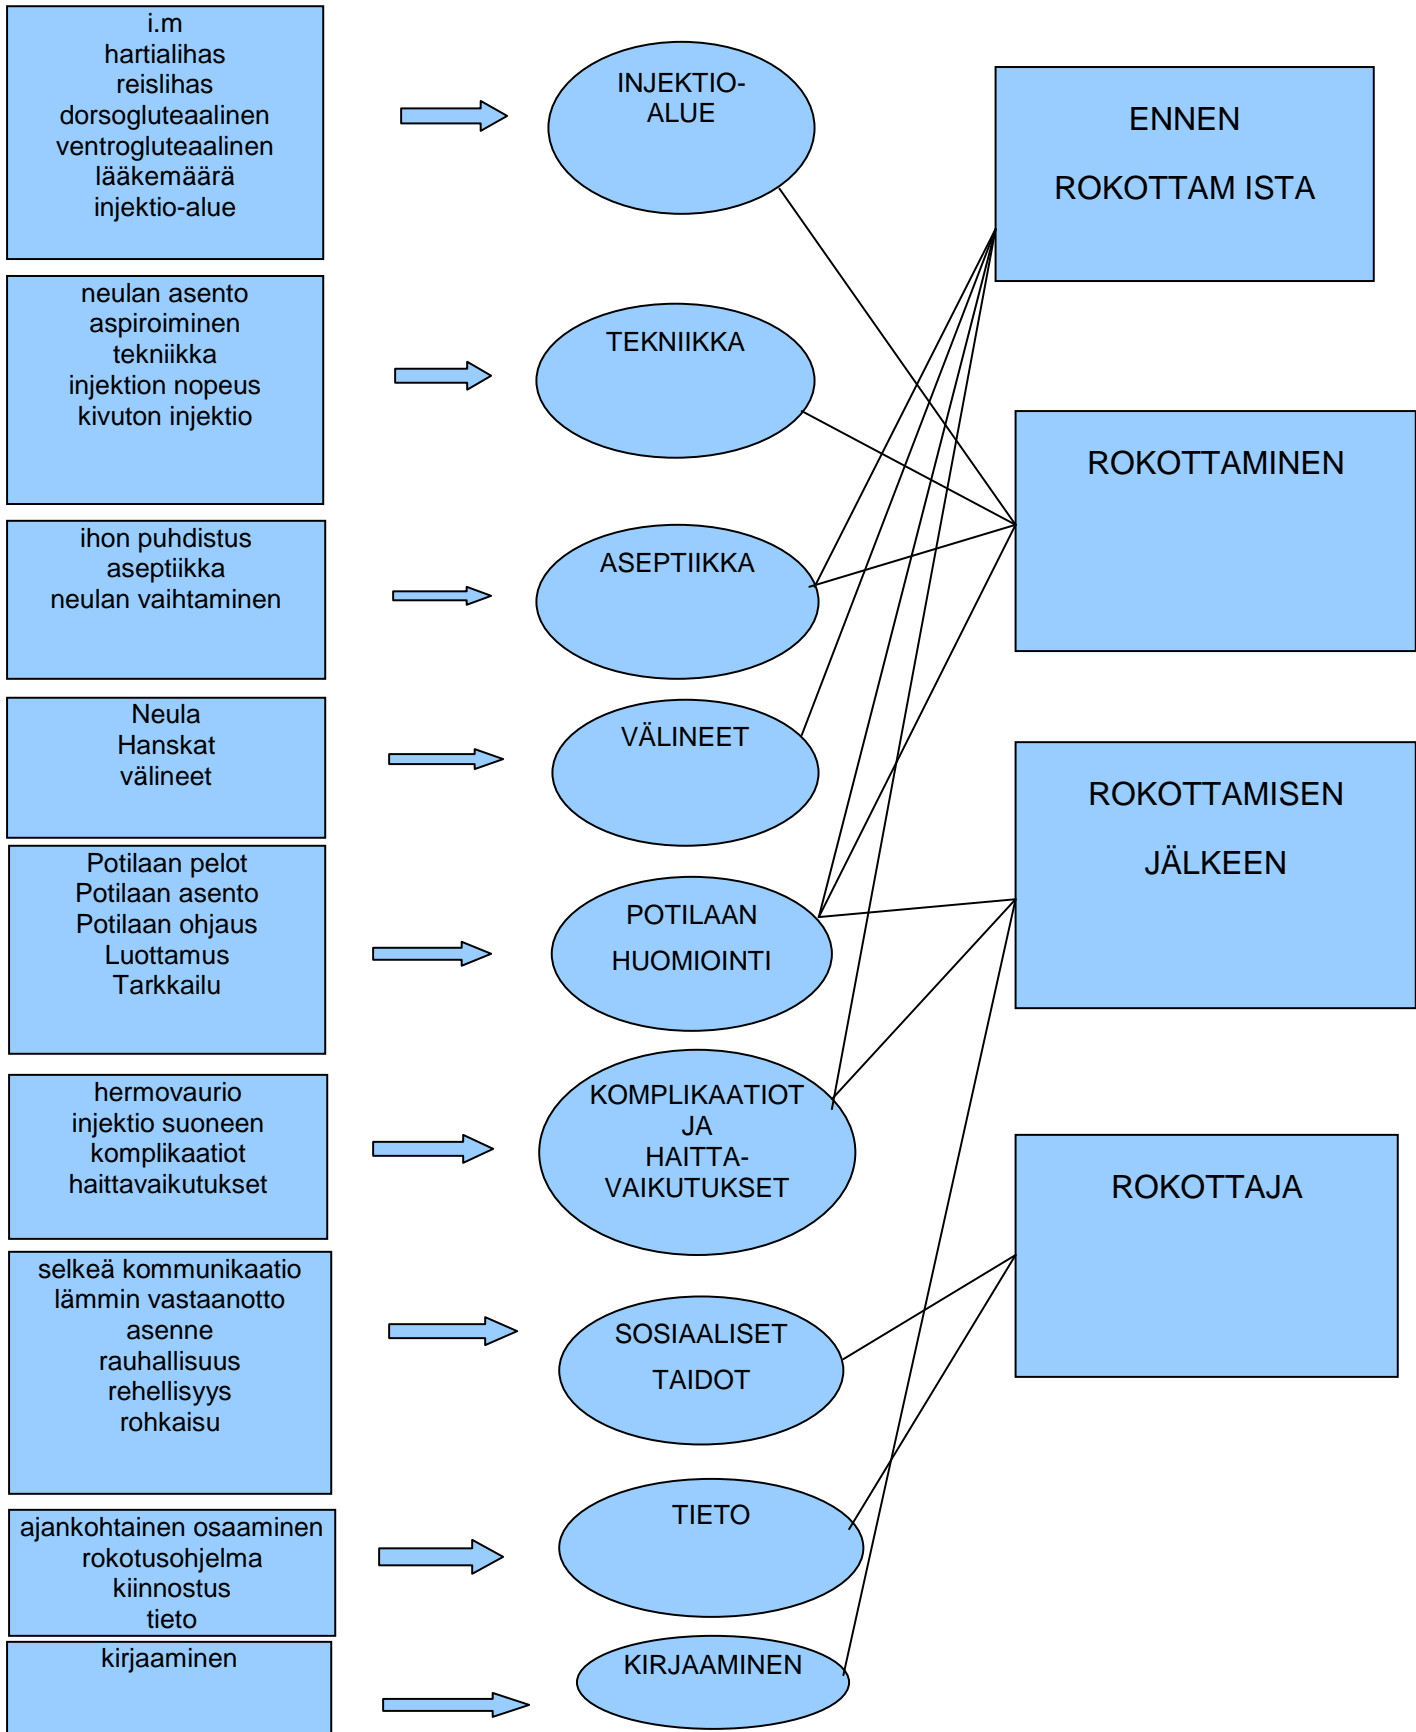 i.m
hartialihas
reislihas
dorsogluteaalinen
ventrogluteaalinen
lääkemäärä
injektio-alue
neulan asento
aspiroiminen
tekniikka
injektion nopeus
kivuton injektio
ihon puhdistus
aseptiikka
neulan vaihtaminen
Neula
Hanskat
välineet
Potilaan pelot
Potilaan asento
Potilaan ohjaus
Luottamus
Tarkkailu
hermovaurio
injektio suoneen
komplikaatiot
haittavaikutukset
selkeä kommunikaatio
lämmin vastaanotto
asenne
rauhallisuus
rehellisyys
rohkaisu
ajankohtainen osaaminen
rokotusohjelma
kiinnostus
tieto
kirjaaminen
INJEKTIO-
ALUE
TEKNIIKKA
ASEPTIIKKA
VÄLINEET
POTILAAN
HUOMIOINTI
KOMPLIKAATIOT
JA
HAITTA-
VAIKUTUKSET
SOSIAALISET
TAIDOT
TIETO
KIRJAAMINEN
ENNEN
ROKOTTAM ISTA
ROKOTTAMINEN
ROKOTTAMISEN
JÄLKEEN
ROKOTTAJA